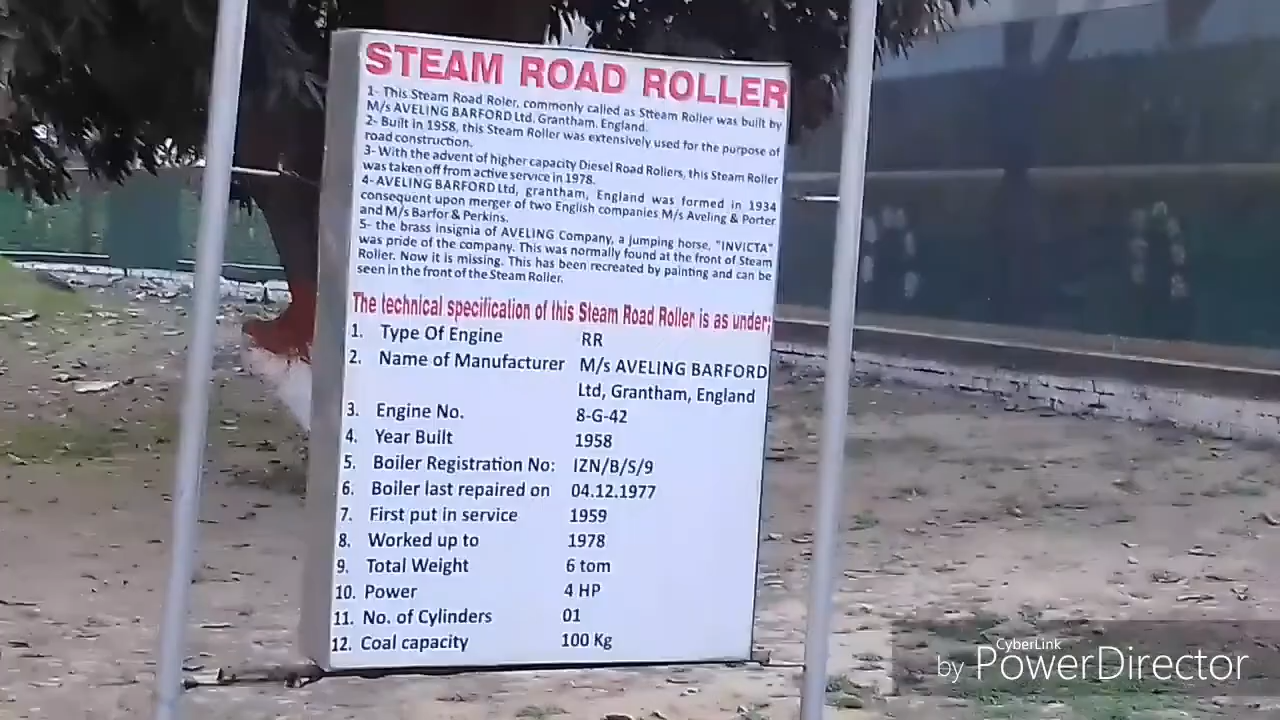 STEAM ROAD ROLLER
1- This Steam Road Roler, commonly called as Stteam Roller was built by
M/s AVELING BARFORD Ltd. Grantham. England.
2- Built in 1958, this Steam Roller was extensively used for the purpose of
road construction.
3- With the advent of higher capacity Diesel Road Rollers, this Steam Roller
was taken off from active service in 1978.
4- AVELING BARFORD Ltd, grantham, England was formed in 1934
consequent upon merger of two English companies M/s Aveling & Porter
and M/s Barfor & Perkins.
5- the brass insignia of AVELING Company, a jumping horse, "INVICTA"
was pride of the company. This was normally found at the front of Steam
Roller. Now it is missing. This has been recreated by painting and can be
seen in the front of the Steam Roller.
The technical specification of this Steam Road Roller is as under;
1. Type Of Engine RR
2. Name of Manufacturer M/s AVELING BARFORD
Ltd, Grantham, England
3. Engine No. 8-G-42
4. Year Built 1958
5. Boiler Registration No: IZN/B/S/9
6. Boiler last repaired on 04.12.1977
7. First put in service 1959
8. Worked up to 1978
9. Total Weight 6 tom
10. Power 4 HP
11. No. of Cylinders 01
12. Coal capacity 100 Kg
CyberLink
by PowerDirector